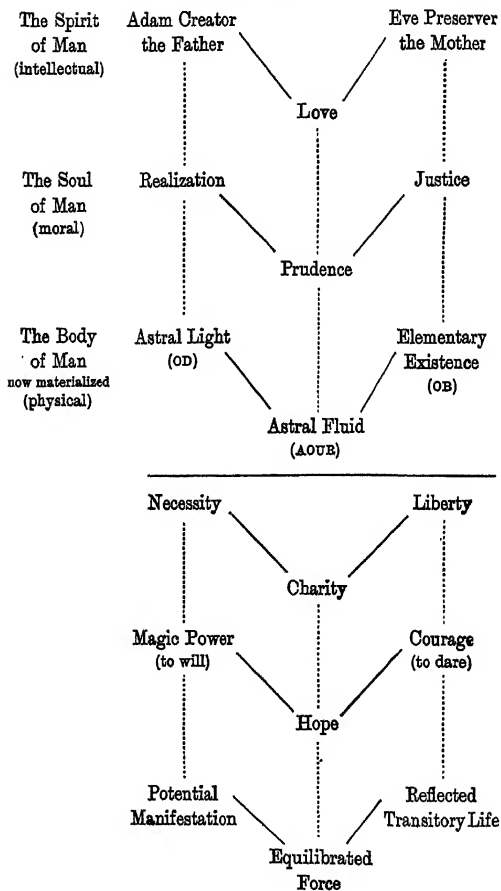 The Spirit
of Man
(intellectual)
Adam Creator
the Father
Eve Preserver
the Mother
Love
The Soul
of Man
(moral)
Realization
Justice
Prudence
The Body
of Man
now materialized
(physical)
Astral Light
(OD)
Elementary
Existence
(OB)
Astral Fluid
(AOUR)
Necessity
Liberty
Charity
Magic Power
(to will)
Courage
(to dare)
Hope
Potential
Manifestation
Reflected
Transitory Life
Equilibrated
Force